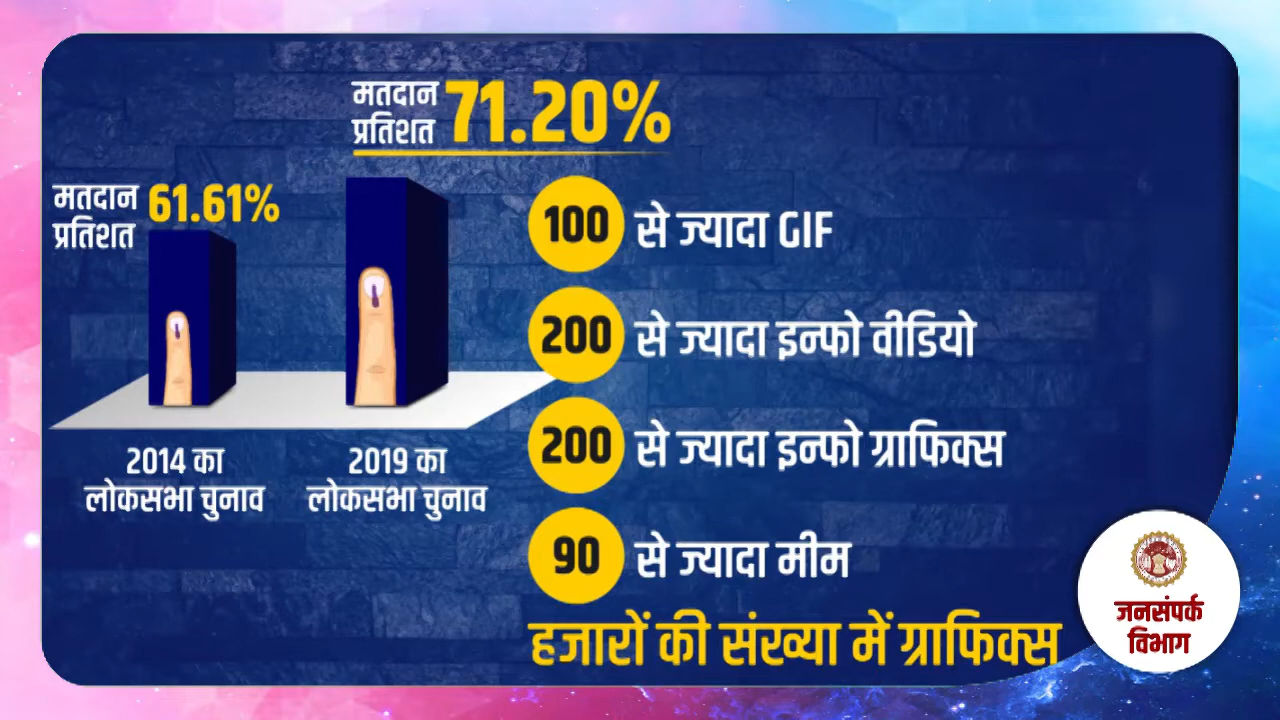 मतदान
प्रतिशत
71.20%
मतदान
प्रतिशत
61.61%
2014 का
लोकसभा चुनाव
2019 का
लोकसभा चुनाव
100 से ज्यादा GIF
200 से ज्यादा इन्फो वीडियो
200 से ज्यादा इन्फो ग्राफिक्स
90 से ज्यादा मीम
हजारों की संख्या में ग्राफिक्स
जनसंपर्क
विभाग